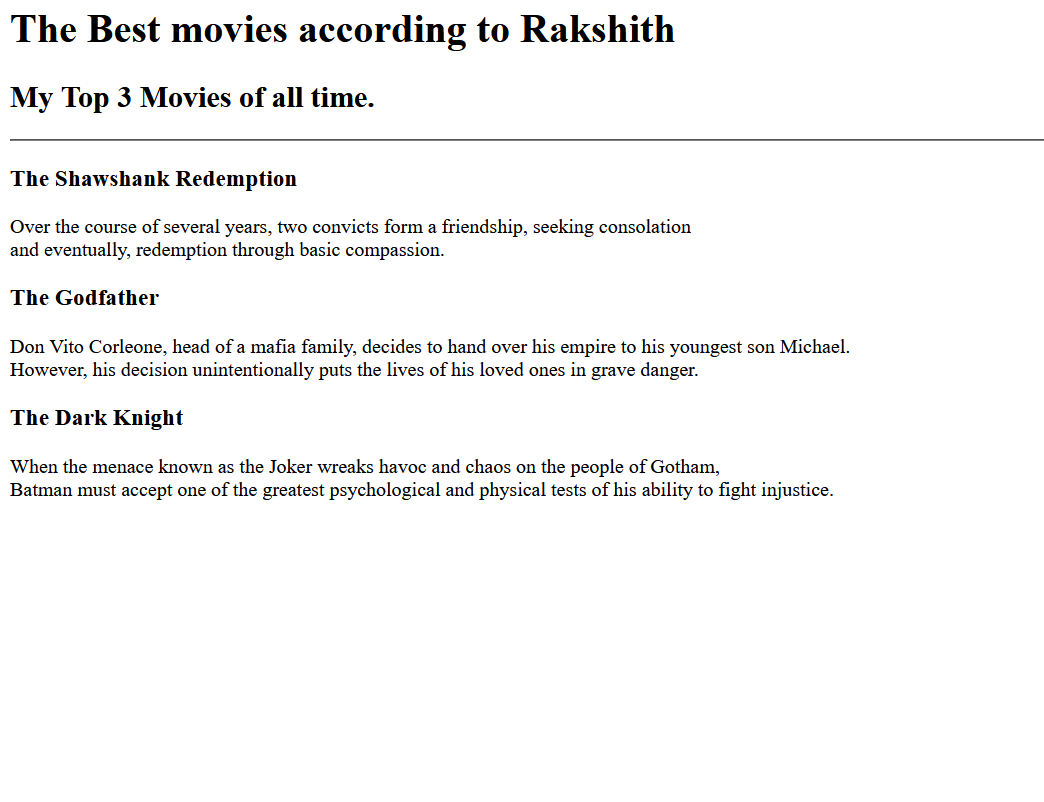 The Best movies according to Rakshith
My Top 3 Movies of all time.
The Shawshank Redemption
Over the course of several years, two convicts form a friendship, seeking consolation
and eventually, redemption through basic compassion.
The Godfather
Don Vito Corleone, head of a mafia family, decides to hand over his empire to his youngest son Michael.
However, his decision unintentionally puts the lives of his loved ones in grave danger.
The Dark Knight
When the menace known as the Joker wreaks havoc and chaos on the people of Gotham,
Batman must accept one of the greatest psychological and physical tests of his ability to fight injustice.